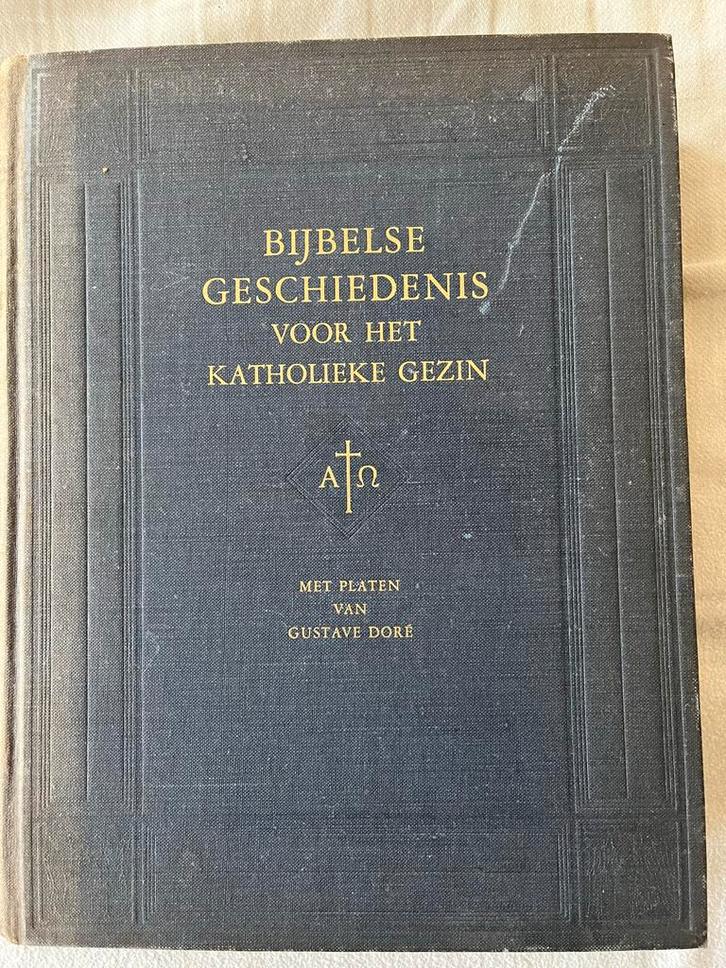 BIJBELSE
GESCHIEDENIS
VOOR HET
KATHOLIEKE GEZIN
A Ω
MET PLATEN
VAN
GUSTAVE DORÉ